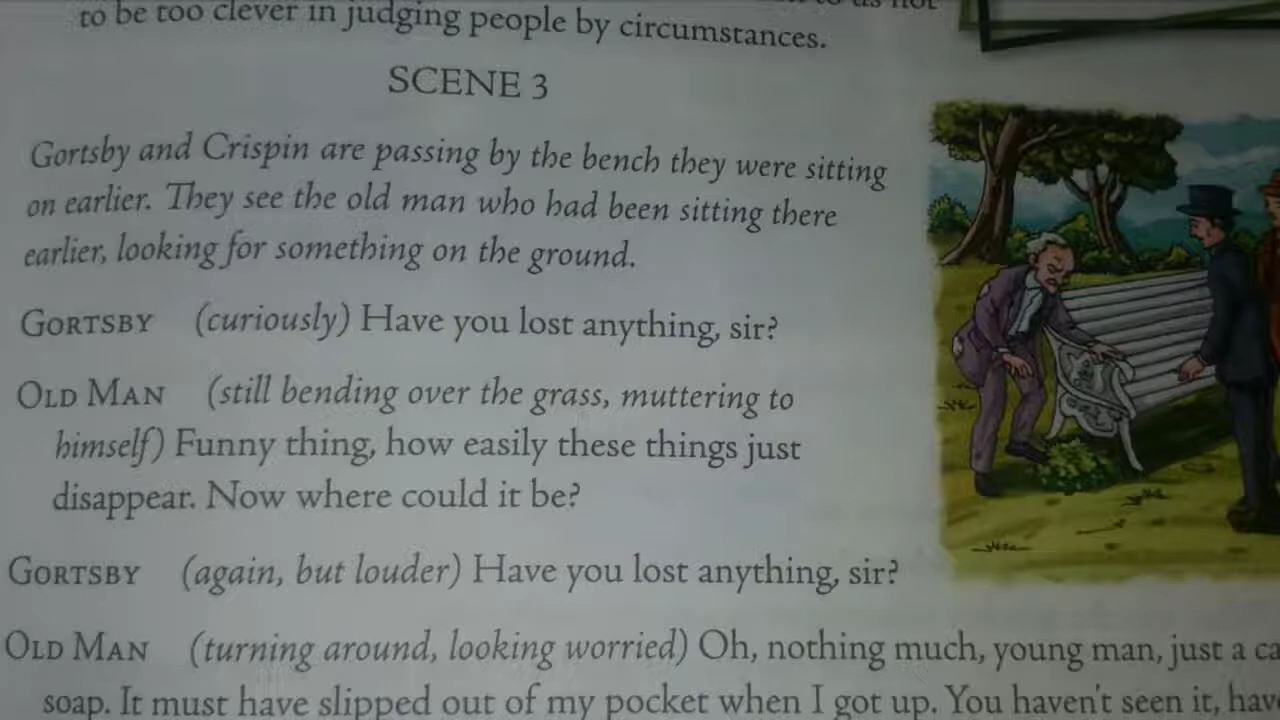 to be too clever in judging people by circumstances.
SCENE 3
Gortsby and Crispin are passing by the bench they were sitting
on earlier. They see the old man who had been sitting there
earlier, looking for something on the ground.
GORTSBY (curiously) Have you lost anything, sir?
OLD MAN (still bending over the grass, muttering to
himself) Funny thing, how easily these things just
disappear. Now where could it be?
GORTSBY (again, but louder) Have you lost anything, sir?
OLD MAN (turning around, looking worried) Oh, nothing much, young man, just a
soap. It must have slipped out of my pocket when I got up. You haven't seen it,